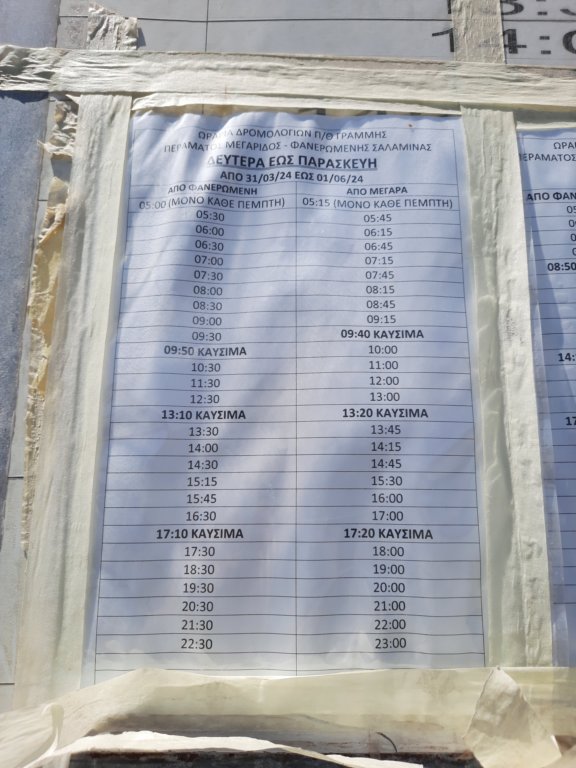 14:0
ΩΡΑΡΙΑ ΔΡΟΜΟΛΟΓΙΩΝ Π/Θ ΓΡΑΜΜΗΣ
ΠΕΡΑΜΑΤΟΣ ΜΕΓΑΡΙΔΟΣ - ΦΑΝΕΡΩΜΕΝΗΣ ΣΑΛΑΜΙΝΑΣ
ΔΕΥΤΕΡΑ ΕΩΣ ΠΑΡΑΣΚΕΥΗ
ΑΠΟ 31/03/24 ΕΩΣ 01/06/24
ΑΠΟ ΦΑΝΕΡΩΜΕΝΗ ΑΠΟ ΜΕΓΑΡΑ
05:00 (ΜΟΝΟ ΚΑΘΕ ΠΕΜΠΤΗ) 05:15 (ΜΟΝΟ ΚΑΘΕ ΠΕΜΠΤΗ)
05:30 05:45
06:00 06:15
06:30 06:45
07:00 07:15
07:30 07:45
08:00 08:15
08:30 08:45
09:00 09:15
09:30 09:40 ΚΑΥΣΙΜΑ
09:50 ΚΑΥΣΙΜΑ 10:00
10:30 11:00
11:30 12:00
12:30 13:00
13:10 ΚΑΥΣΙΜΑ 13:20 ΚΑΥΣΙΜΑ
13:30 13:45
14:00 14:15
14:30 14:45
15:15 15:30
15:45 16:00
16:30 17:00
17:10 ΚΑΥΣΙΜΑ 17:20 ΚΑΥΣΙΜΑ
17:30 18:00
18:30 19:00
19:30 20:00
20:30 21:00
21:30 22:00
22:30 23:00
ΩΡΑ
ΠΕΡΑΜΑΤΟΣ
ΑΠΟ ΦΑΝ
08:50